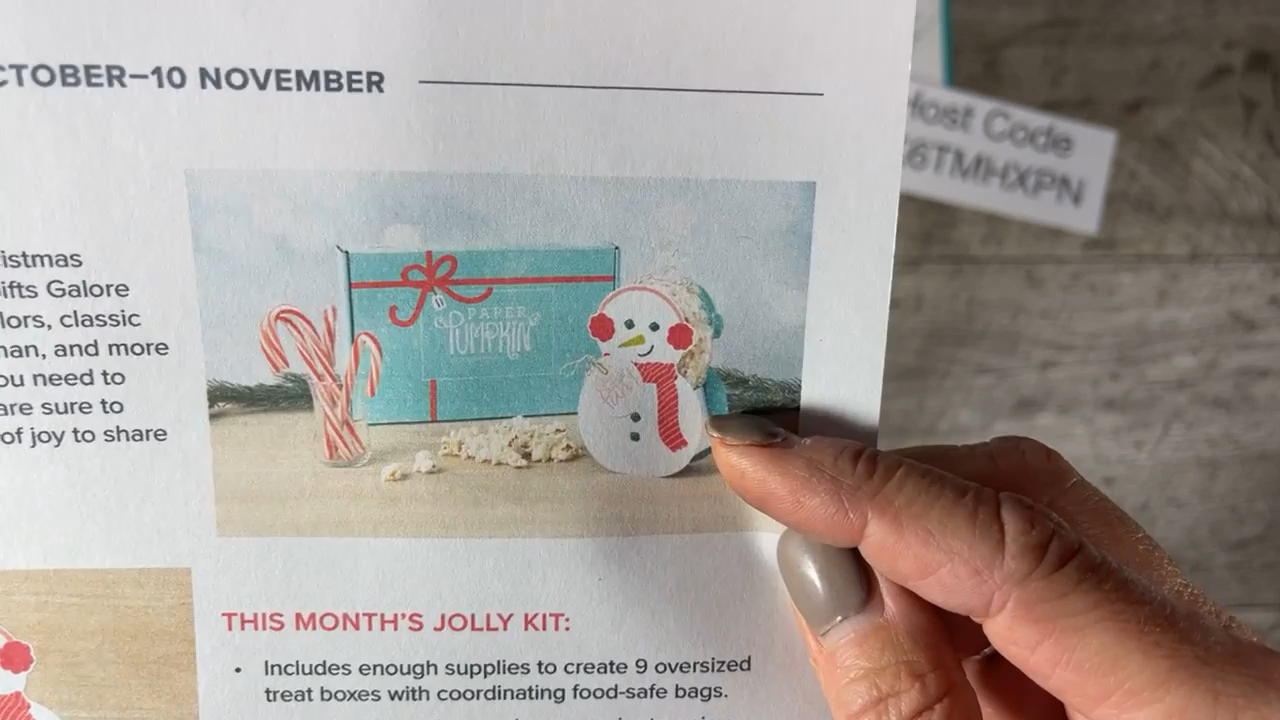 CTOBER–10 NOVEMBER
Host Code
6TMHXPN
istmas
ifts Galore
lors, classic
nan, and more
ou need to
are sure to
of joy to share
PAPER
PUMPKIN
THIS MONTH'S JOLLY KIT:
• Includes enough supplies to create 9 oversized
treat boxes with coordinating food-safe bags.